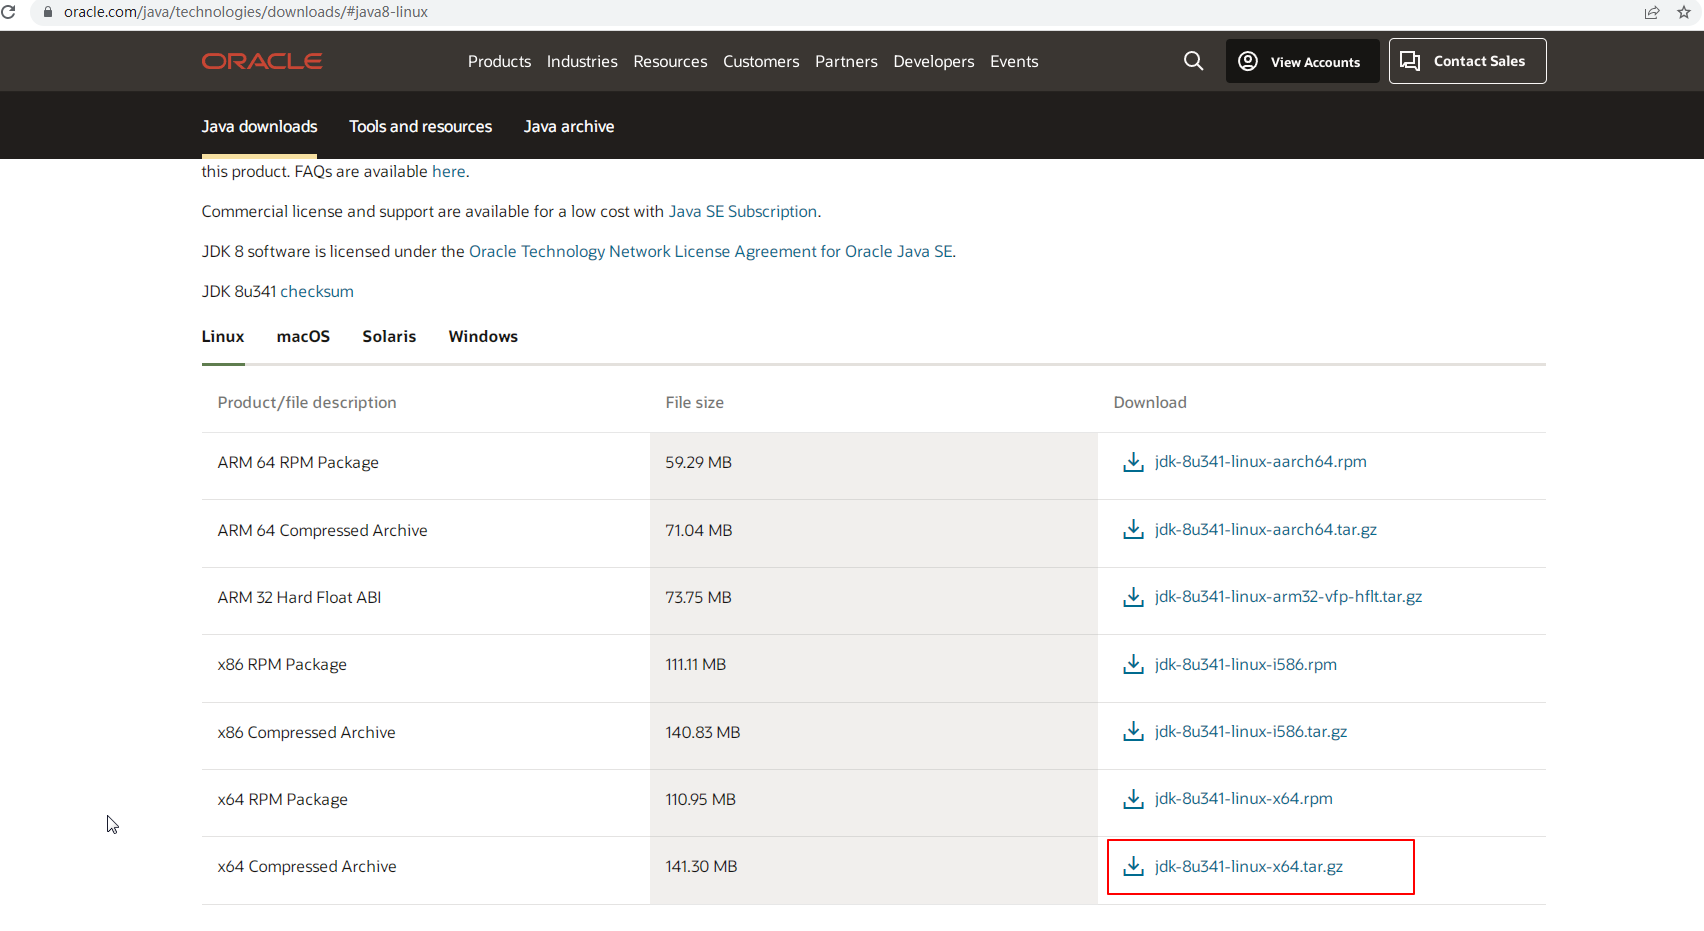 oracle.com/java/technologies/downloads/#java8-linux
ORACLE Products Industries Resources Customers Partners Developers Events View Accounts Contact Sales
Java downloads Tools and resources Java archive
this product. FAQs are available here.
Commercial license and support are available for a low cost with Java SE Subscription.
JDK 8 software is licensed under the Oracle Technology Network License Agreement for Oracle Java SE.
JDK 8u341 checksum
Linux macOS Solaris Windows
Product/file description File size Download
ARM 64 RPM Package 59.29 MB jdk-8u341-linux-aarch64.rpm
ARM 64 Compressed Archive 71.04 MB jdk-8u341-linux-aarch64.tar.gz
ARM 32 Hard Float ABI 73.75 MB jdk-8u341-linux-arm32-vfp-hflt.tar.gz
x86 RPM Package 111.11 MB jdk-8u341-linux-i586.rpm
x86 Compressed Archive 140.83 MB jdk-8u341-linux-i586.tar.gz
x64 RPM Package 110.95 MB jdk-8u341-linux-x64.rpm
x64 Compressed Archive 141.30 MB jdk-8u341-linux-x64.tar.gz